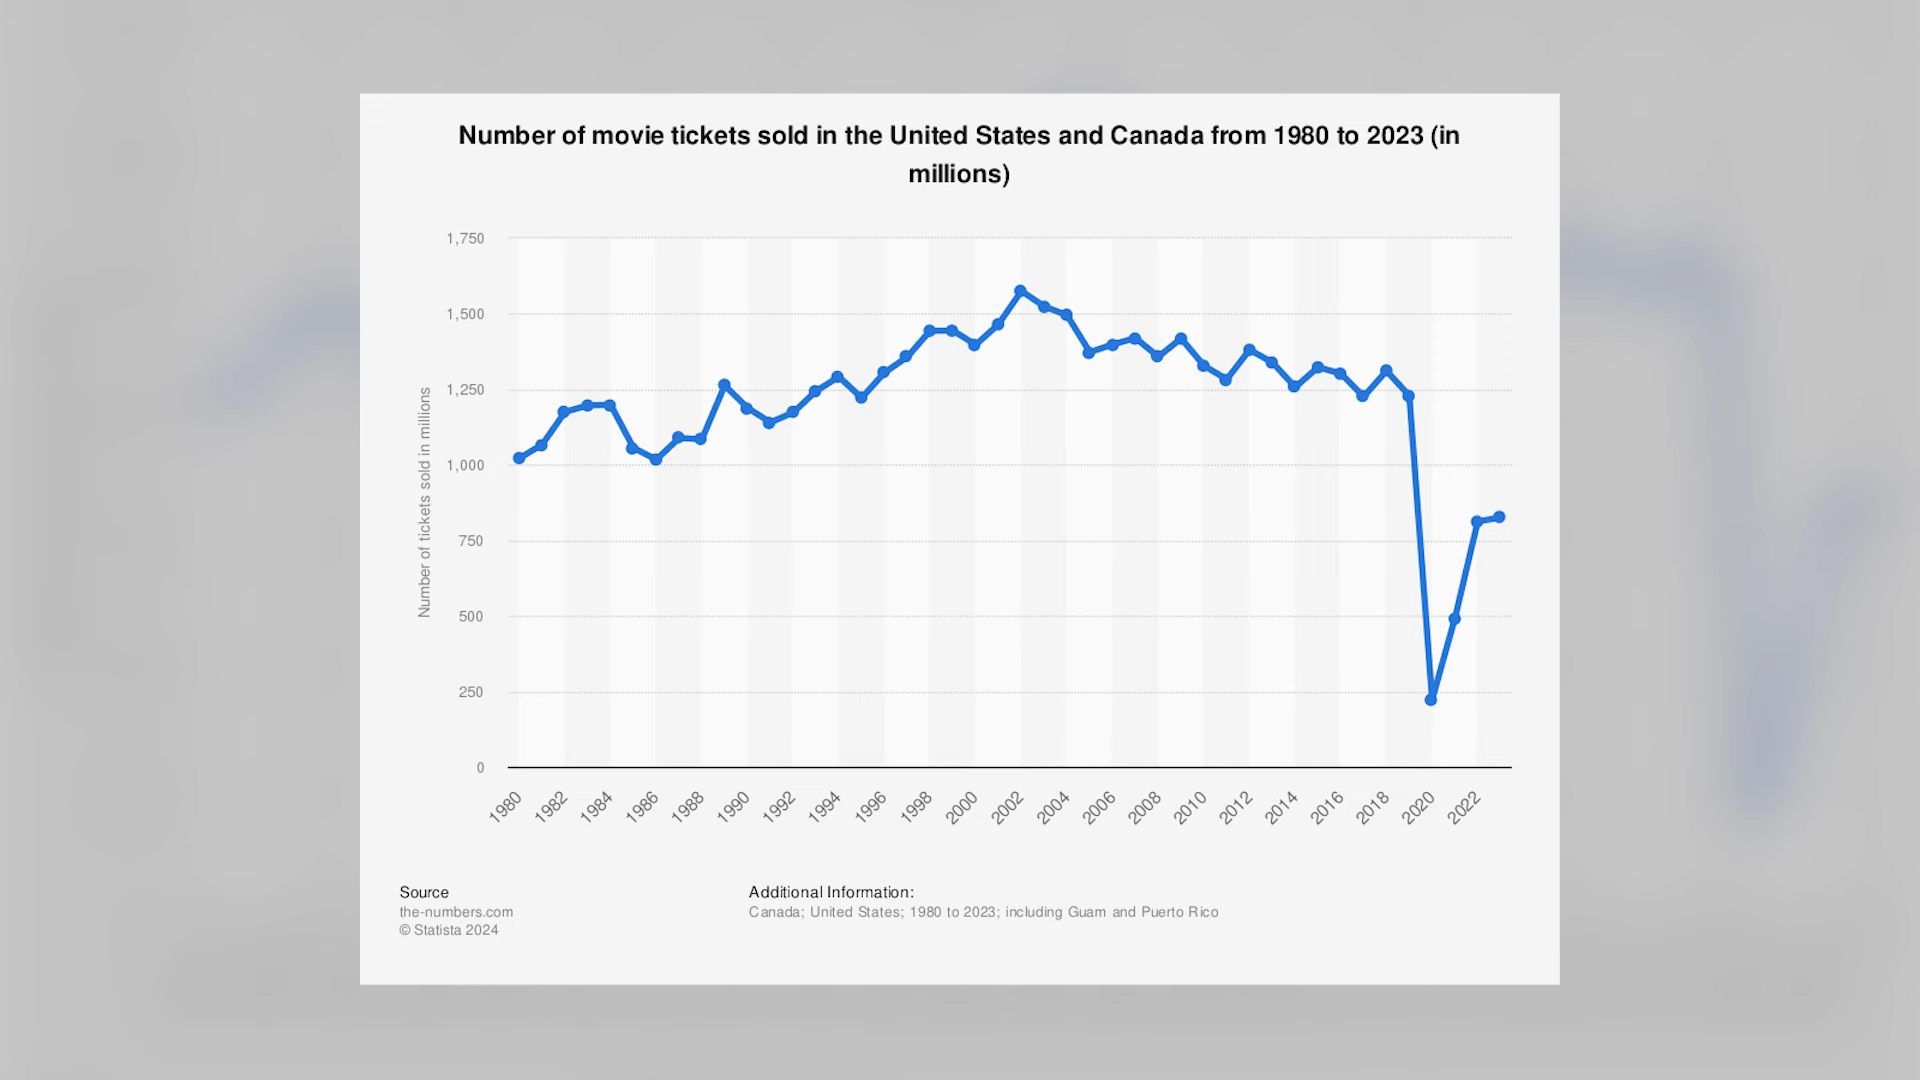 Number of movie tickets sold in the United States and Canada from 1980 to 2023 (in
millions)
Number of tickets sold in millions
1,750
1,500
1,250
1,000
750
500
250
0
1980 1982 1984 1986 1988 1990 1992 1994 1996 1998 2000 2002 2004 2006 2008 2010 2012 2014 2016 2018 2020 2022
Source
the-numbers.com
© Statista 2024
Additional Information:
Canada; United States; 1980 to 2023; including Guam and Puerto Rico